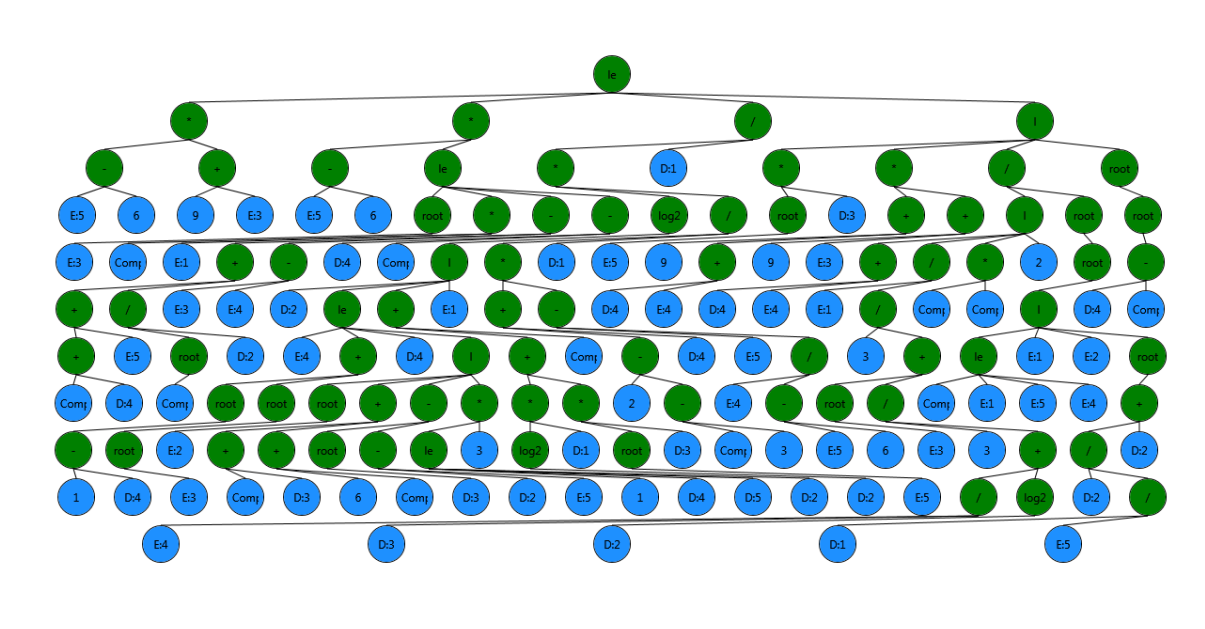 le
* * / l
- + - le * D:1 * * / root
E:5 6 9 E:3 E:5 6 root * - - log2 / root D:3 + + l root root
E:3 Comp E:1 + - D:4 Comp l * D:1 E:5 9 + 9 E:3 + / * 2 root -
+ / E:3 E:4 D:2 le + E:1 + - D:4 E:4 D:4 E:4 E:1 / Comp Comp l D:4 Comp
+ E:5 root D:2 E:4 + D:4 l + Comp - D:4 E:5 / 3 + le E:1 E:2 root
Comp D:4 Comp root root root + - * * * 2 - E:4 - root / Comp E:1 E:5 E:4 +
- root E:2 + + root - le 3 log2 D:1 root D:3 Comp 3 E:5 6 E:3 3 + / D:2
1 D:4 E:3 Comp D:3 6 Comp D:3 D:2 E:5 1 D:4 D:5 D:2 D:2 E:5 / log2 D:2 /
E:4 D:3 D:2 D:1 E:5